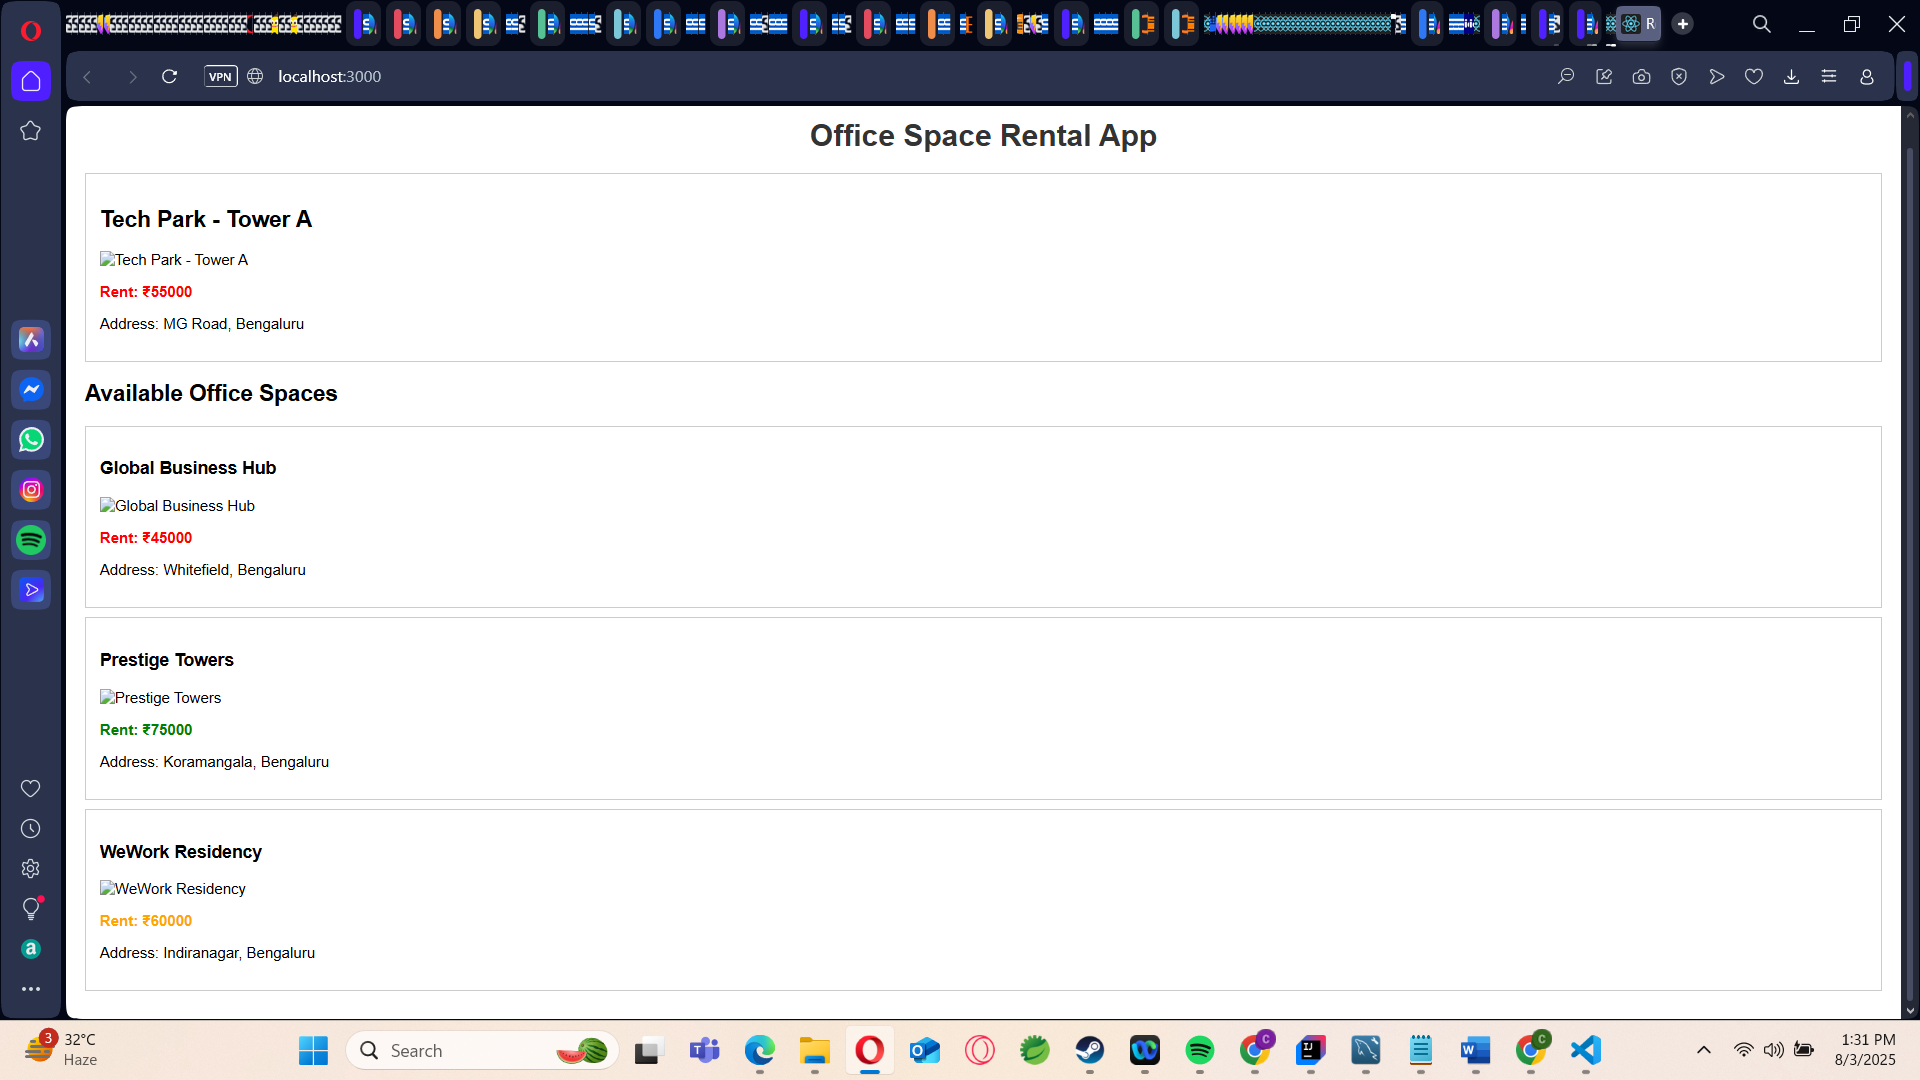 R
VPN
localhost:3000
Office Space Rental App
Tech Park - Tower A
Tech Park - Tower A
Rent: ₹55000
Address: MG Road, Bengaluru
Available Office Spaces
Global Business Hub
Global Business Hub
Rent: ₹45000
Address: Whitefield, Bengaluru
Prestige Towers
Prestige Towers
Rent: ₹75000
Address: Koramangala, Bengaluru
WeWork Residency
WeWork Residency
Rent: ₹60000
Address: Indiranagar, Bengaluru
3
32°C
Haze
Search
1:31 PM
8/3/2025